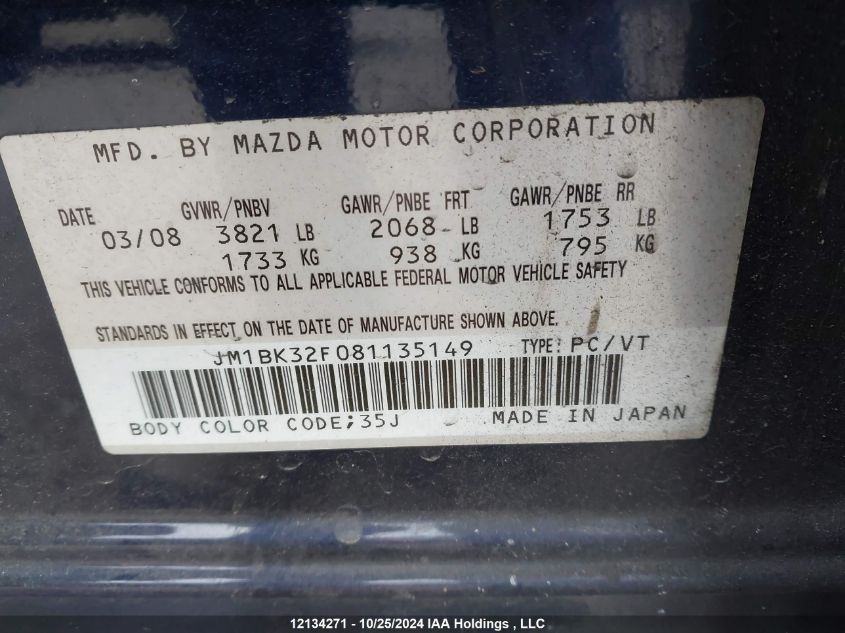 MFD. BY MAZDA MOTOR CORPORATION
DATE GVWR/PNBV GAWR/PNBE FRT GAWR/PNBE RR
03/08 3821 LB 2068 LB 1753 LB
1733 KG 938 KG 795 KG
THIS VEHICLE CONFORMS TO ALL APPLICABLE FEDERAL MOTOR VEHICLE SAFETY
STANDARDS IN EFFECT ON THE DATE OF MANUFACTURE SHOWN ABOVE.
JM1BK32F081135149 TYPE: PC/VT
BODY COLOR CODE;35J MADE IN JAPAN
12134271 - 10/25/2024 IAA Holdings , LLC